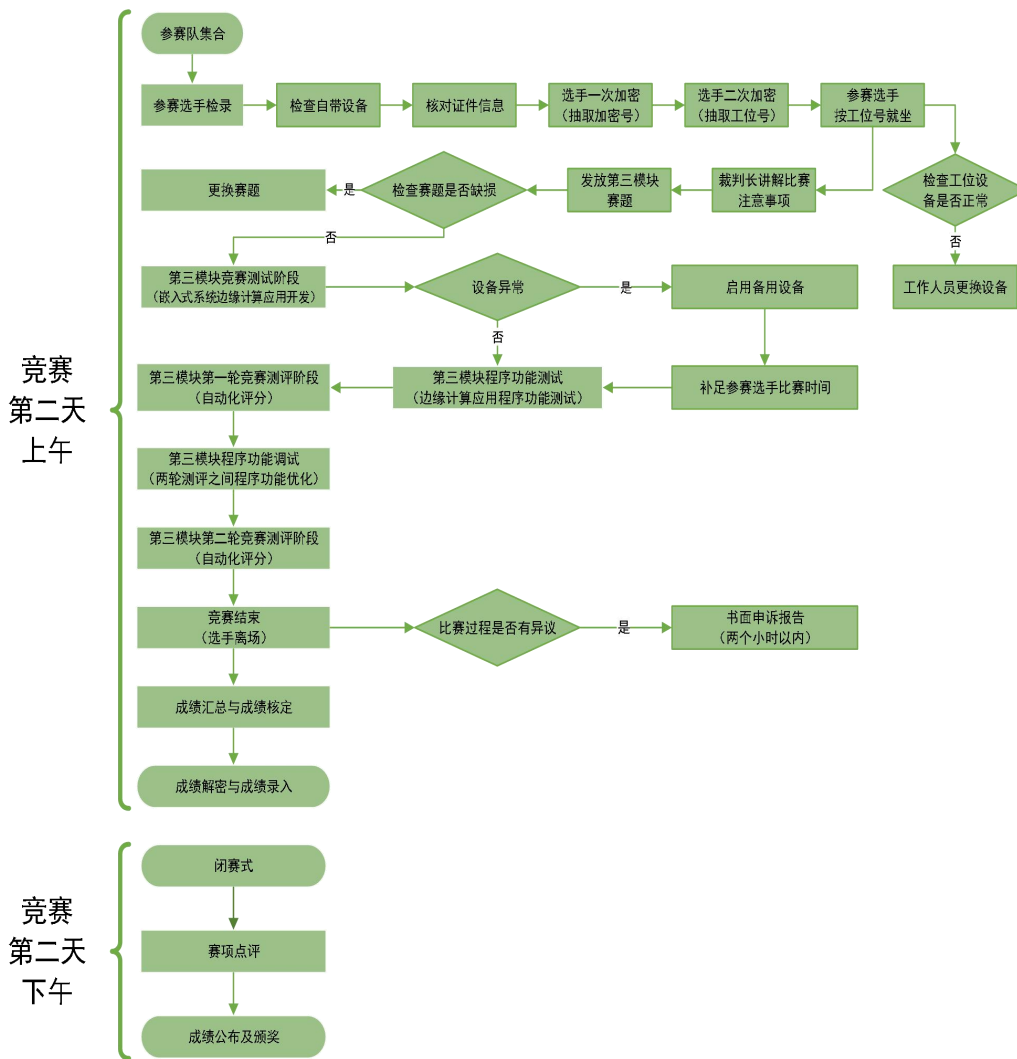 参赛队集合
参赛选手检录
检查自带设备
核对证件信息
选手一次加密
（抽取加密号）
选手二次加密
（抽取工位号）
参赛选手
按工位号就坐
更换赛题
是
检查赛题是否缺损
发放第三模块
赛题
裁判长讲解比赛
注意事项
检查工位设
备是否正常
否
否
第三模块竞赛测试阶段
（嵌入式系统边缘计算应用开发）
设备异常
是
启用备用设备
工作人员更换设备
否
竞赛
第二天
上午
第三模块第一轮竞赛测评阶段
（自动化评分）
第三模块程序功能测试
（边缘计算应用程序功能测试）
补足参赛选手比赛时间
第三模块程序功能调试
（两轮测评之间程序功能优化）
第三模块第二轮竞赛测评阶段
（自动化评分）
竞赛结束
（选手离场）
比赛过程是否有异议
是
书面申诉报告
（两个小时以内）
成绩汇总与成绩核定
成绩解密与成绩录入
竞赛
第二天
下午
闭赛式
赛项点评
成绩公布及颁奖